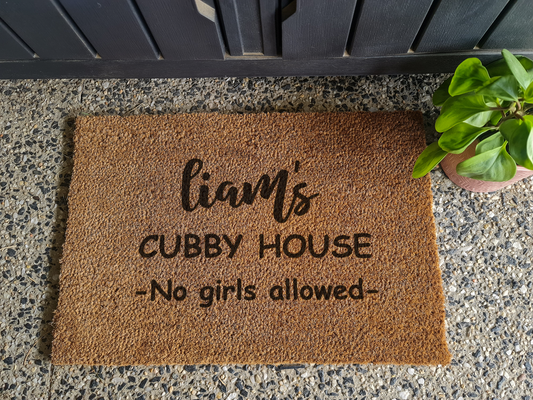 liam's
CUBBY HOUSE
-No girls allowed-